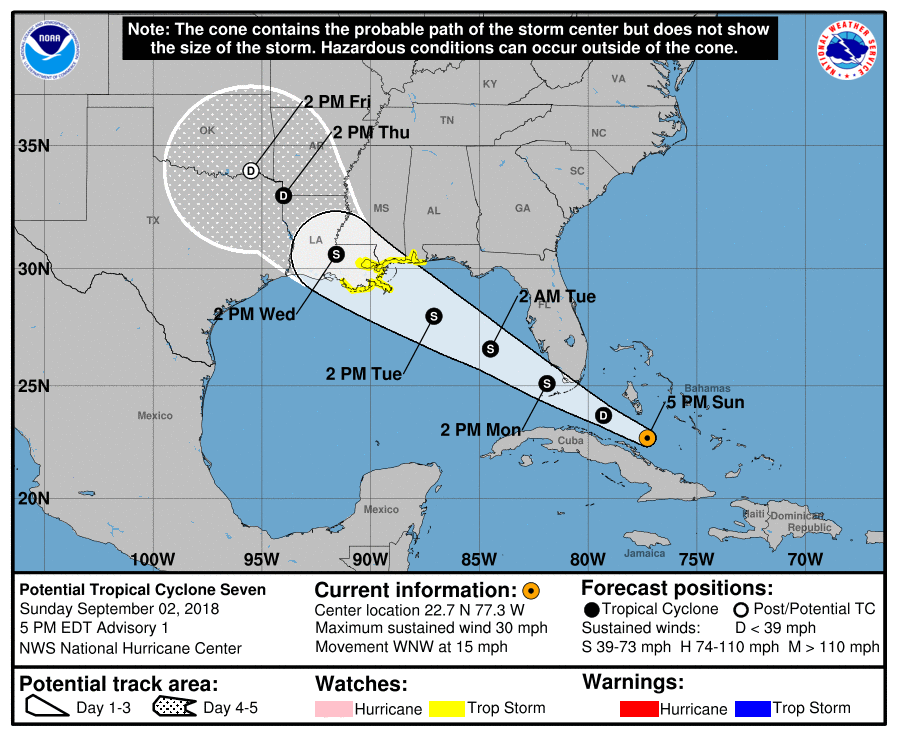 Note: The cone contains the probable path of the storm center but does not show
the size of the storm. Hazardous conditions can occur outside of the cone.
NOAA
NATIONAL WEATHER SERVICE
KY
VA
2 PM Fri
OK
TN
2 PM Thu
NC
AR
35N
SC
MS
AL
GA
TX
LA
30N
2 AM Tue
FL
2 PM Wed
2 PM Tue
25N
Bahamas
5 PM Sun
Mexico
2 PM Mon
Cuba
20N
Mexico
Haiti
Dominican
Republic
Jamaica
100W
95W
90W
85W
80W
75W
70W
S
S
S
S
D
D
D
Potential Tropical Cyclone Seven
Sunday September 02, 2018
5 PM EDT Advisory 1
NWS National Hurricane Center
Current information:
Center location 22.7 N 77.3 W
Maximum sustained wind 30 mph
Movement WNW at 15 mph
Forecast positions:
Tropical Cyclone Post/Potential TC
Sustained winds: D < 39 mph
S 39-73 mph H 74-110 mph M > 110 mph
Potential track area:
Day 1-3 Day 4-5
Watches:
Hurricane Trop Storm
Warnings:
Hurricane Trop Storm